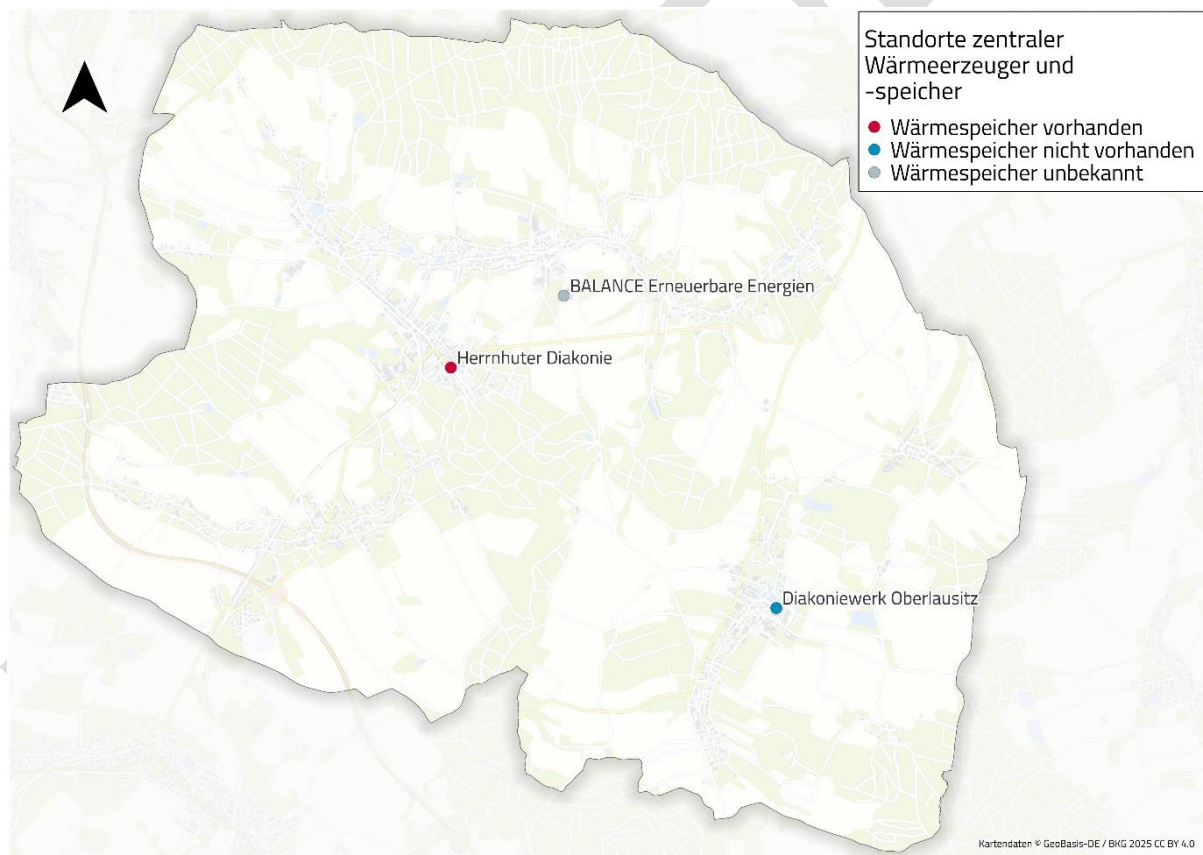 Standorte zentraler
Wärmeerzeuger und
-speicher
Wärmespeicher vorhanden
Wärmespeicher nicht vorhanden
Wärmespeicher unbekannt
BALANCE Erneuerbare Energien
Herrnhuter Diakonie
Diakoniewerk Oberlausitz
Kartendaten © GeoBasis-DE / BKG 2025 CC BY 4.0